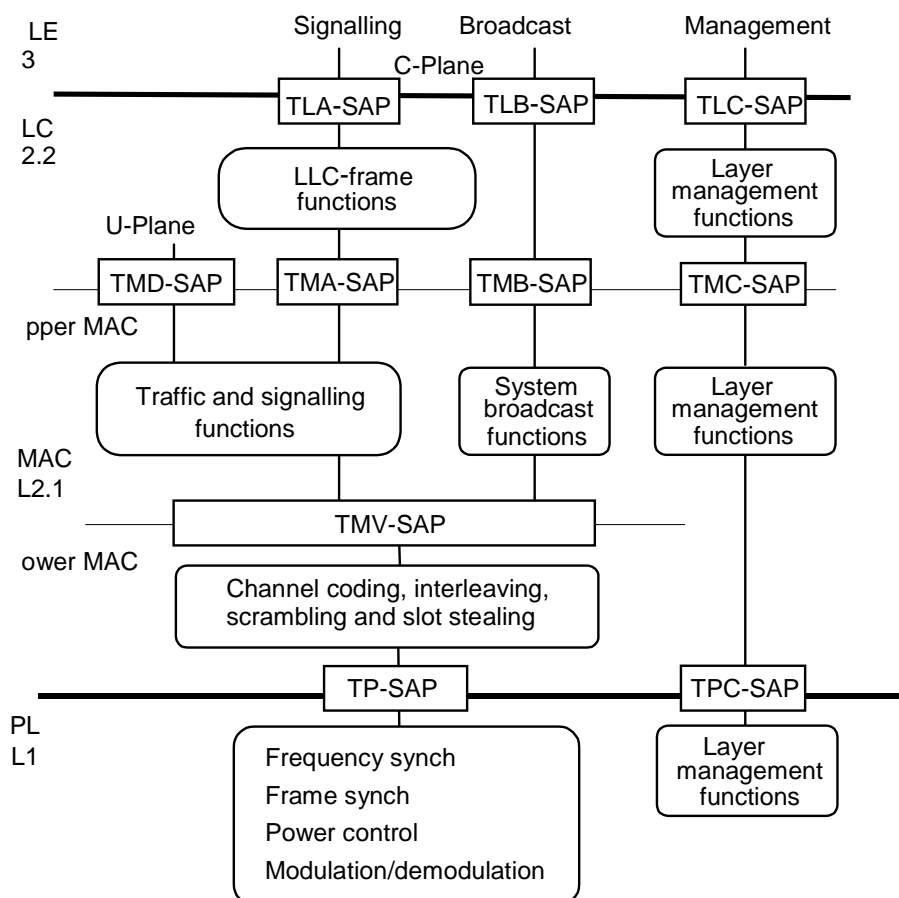 LE
3
Signalling
Broadcast
Management
C-Plane
TLA-SAP
TLB-SAP
TLC-SAP
LC
2.2
LLC-frame
functions
Layer
management
functions
U-Plane
TMD-SAP
TMA-SAP
TMB-SAP
TMC-SAP
pper MAC
Traffic and signalling
functions
System
broadcast
functions
Layer
management
functions
MAC
L2.1
TMV-SAP
ower MAC
Channel coding, interleaving,
scrambling and slot stealing
TP-SAP
TPC-SAP
PL
L1
Frequency synch
Frame synch
Power control
Modulation/demodulation
Layer
management
functions